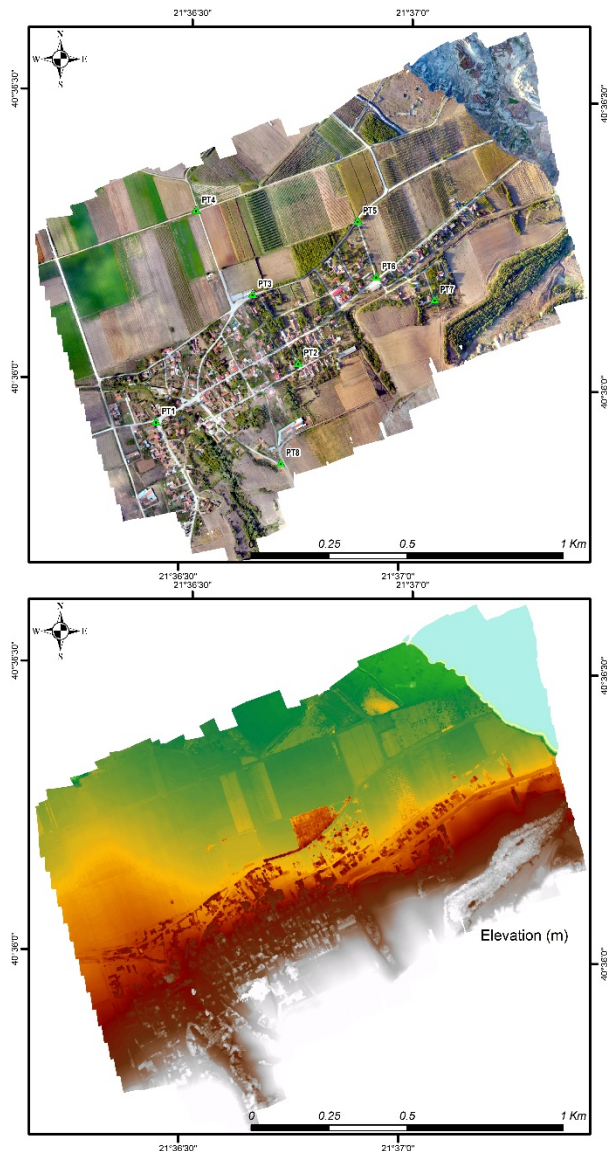 21°36'30" 21°37'0"
N
W E
S
40°36'30" 40°36'30"
PT4
PT5
PT6
PT3
PT7
PT2
40°36'0" 40°36'0"
PT1
PT8
0 0.25 0.5 1 Km
21°36'30" 21°37'0"
21°36'30" 21°37'0"
N
W E
S
40°36'30" 40°36'30"
Elevation (m)
40°36'0" 40°36'0"
0 0.25 0.5 1 Km
21°36'30" 21°37'0"